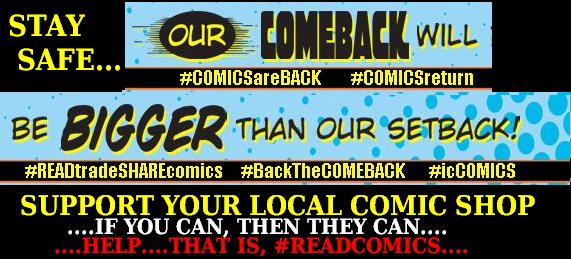 STAY
SAFE...
OUR COMEBACK WILL
#COMICSareBACK #COMICSreturn
BE BIGGER THAN OUR SETBACK!
#READtradeSHAREcomics #BackTheCOMEBACK #icCOMICS
SUPPORT YOUR LOCAL COMIC SHOP
....IF YOU CAN, THEN THEY CAN....
....HELP....THAT IS, #READCOMICS....